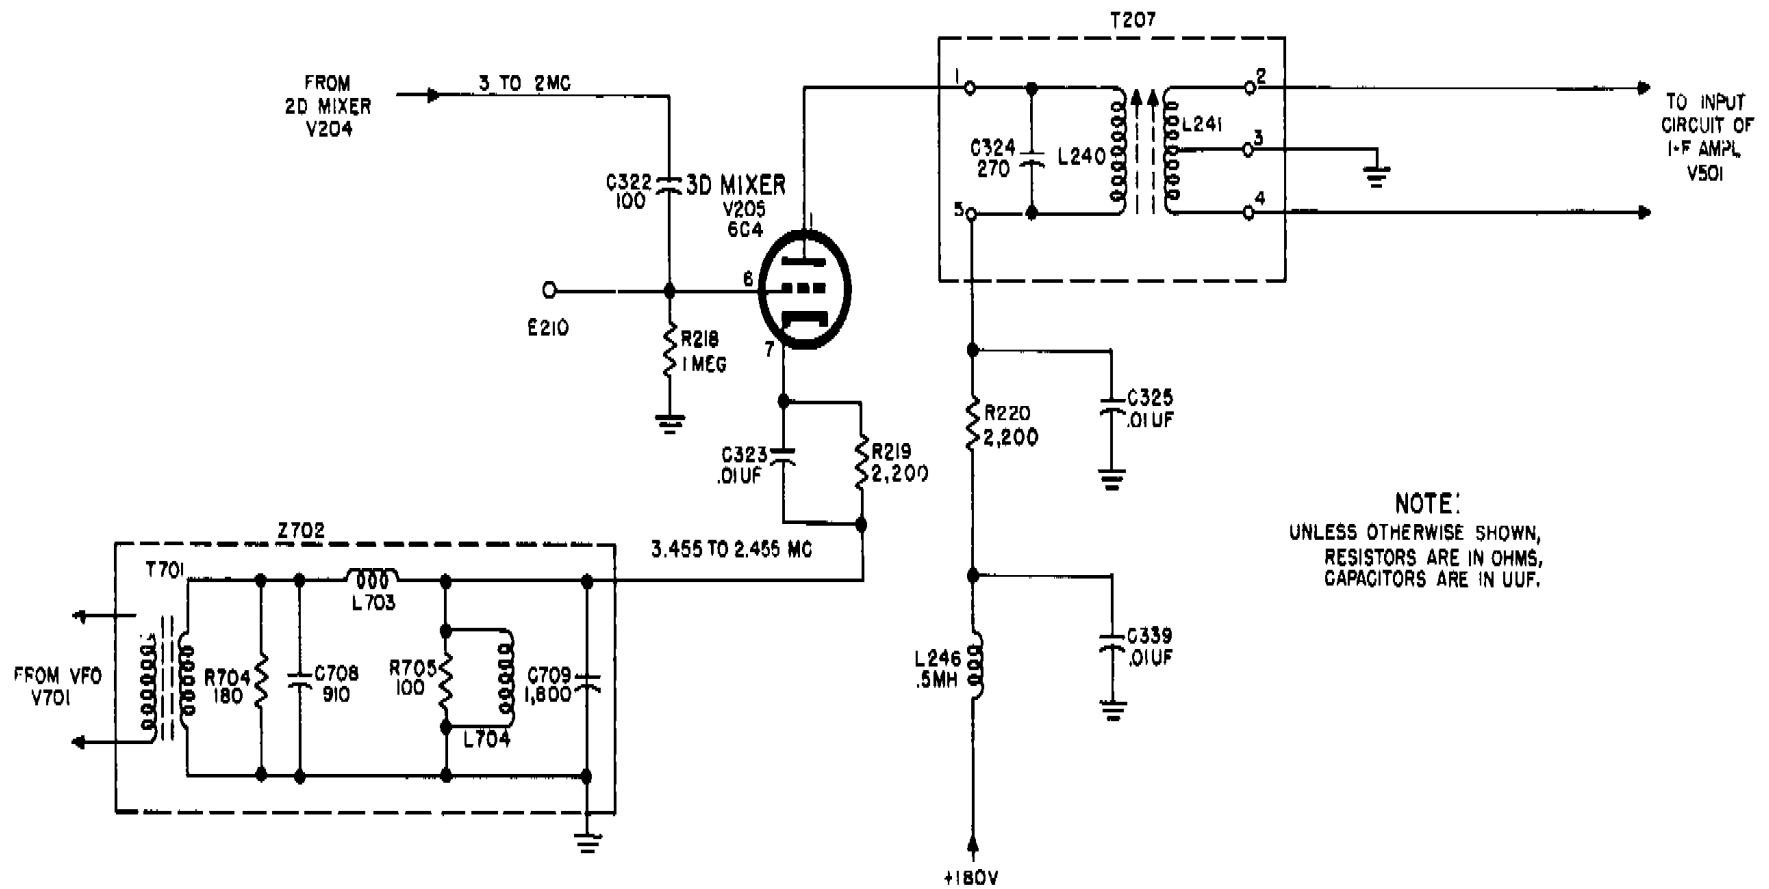 T207
FROM
2D MIXER
V204
3 TO 2MC
TO INPUT
CIRCUIT OF
I-F AMPL
V501
1
2
3
4
5
C324
270
L240
L241
C322
100
3D MIXER
V205
6C4
1
6
7
E210
R218
1 MEG
C323
.01UF
R219
2,200
R220
2,200
C325
.01UF
NOTE:
UNLESS OTHERWISE SHOWN,
RESISTORS ARE IN OHMS,
CAPACITORS ARE IN UUF.
Z702
3.455 TO 2.455 MC
T701
L703
FROM VFO
V701
R704
180
C708
910
R705
100
L704
C709
1,800
L246
.5MH
C339
.01UF
+180V